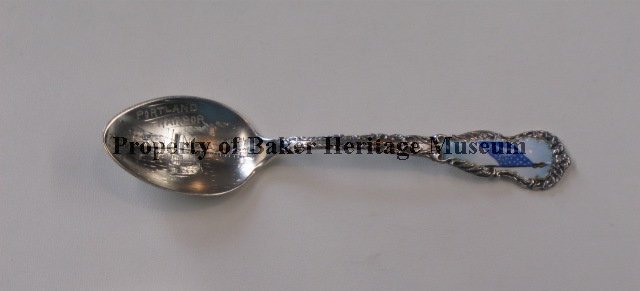 PORTLAND
HARBOR
Property of Baker Heritage Museum